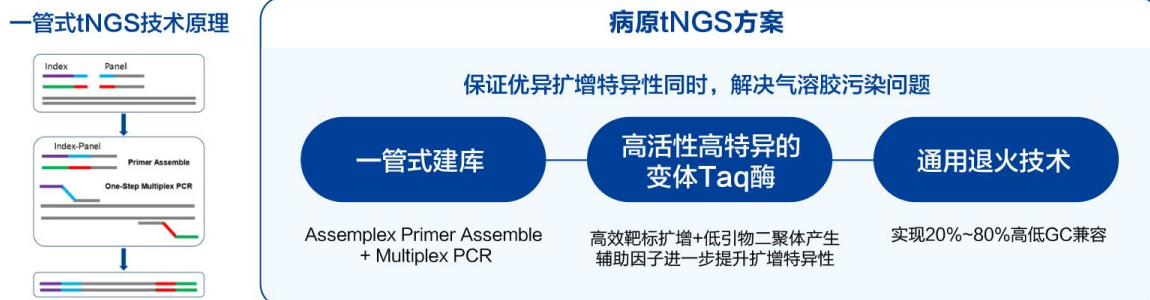 一管式tNGS技术原理
Index
Panel
Index-Panel
Primer Assemble
One-Step Multiplex PCR
病原tNGS方案
保证优异扩增特异性同时，解决气溶胶污染问题
一管式建库
Assemplex Primer Assemble
+ Multiplex PCR
高活性高特异的
变体Taq酶
高效靶标扩增+低引物二聚体产生
辅助因子进一步提升扩增特异性
通用退火技术
实现20%~80%高低GC兼容